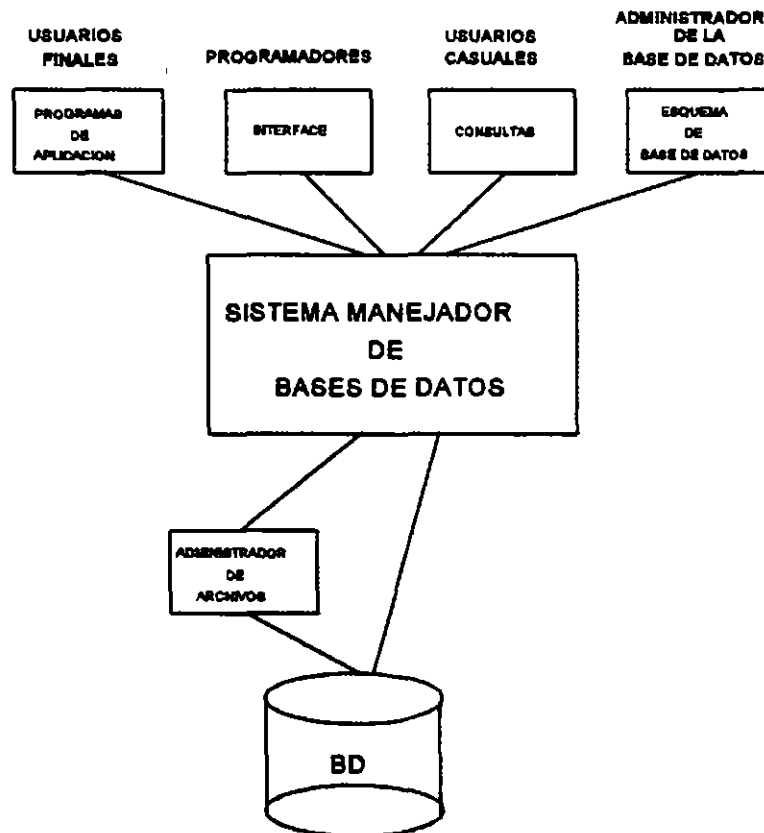 USUARIOS
FINALES
PROGRAMADORES
USUARIOS
CASUALES
ADMINISTRADOR
DE LA
BASE DE DATOS
PROGRAMAS
DE
APLICACION
INTERFACE
CONSULTAS
ESQUEMA
DE
BASE DE DATOS
SISTEMA MANEJADOR
DE
BASES DE DATOS
ADMINISTRADOR
DE
ARCHIVOS
BD